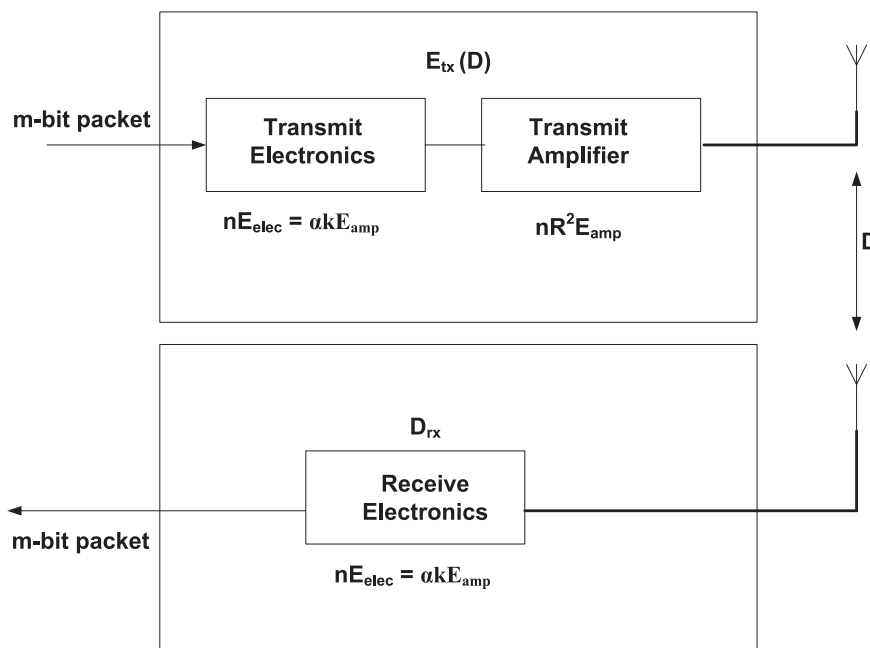 E_tx (D)
m-bit packet
Transmit
Electronics
Transmit
Amplifier
nE_elec = αkE_amp
nR²E_amp
D
D_rx
Receive
Electronics
m-bit packet
nE_elec = αkE_amp